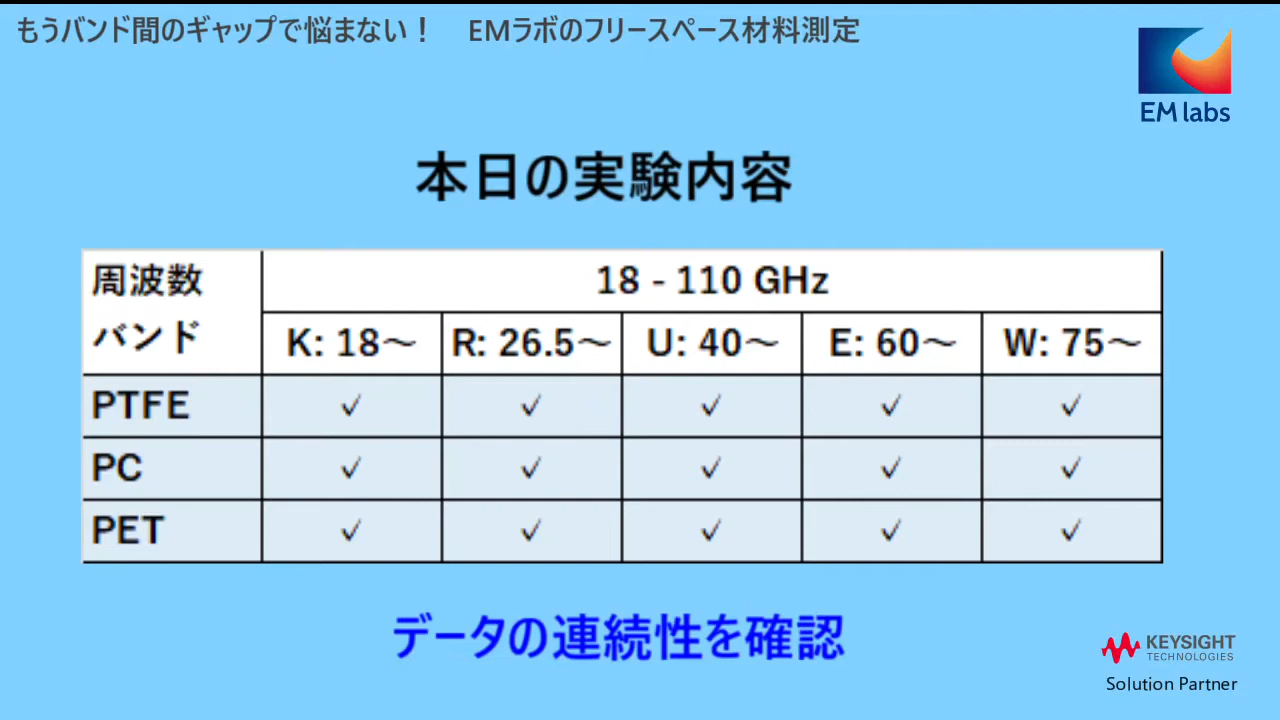 もうバンド間のギャップで悩まない！　EMラボのフリースペース材料測定
EM labs
本日の実験内容
周波数 バンド 18 - 110 GHz
K: 18～ R: 26.5～ U: 40～ E: 60～ W: 75～
PTFE ✓ ✓ ✓ ✓ ✓
PC ✓ ✓ ✓ ✓ ✓
PET ✓ ✓ ✓ ✓ ✓
データの連続性を確認
KEYSIGHT
TECHNOLOGIES
Solution Partner